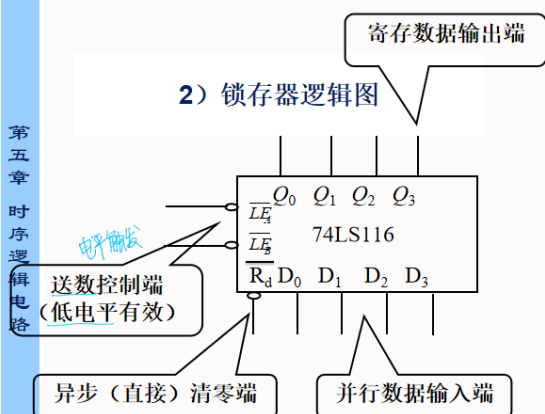 寄存数据输出端
2）锁存器逻辑图
第五章 时序逻辑电路
Q₀ Q₁ Q₂ Q₃
L̅E̅_A
74LS116
L̅E̅_B
电平触发
R̅_d D₀ D₁ D₂ D₃
送数控制端
（低电平有效）
异步（直接）清零端
并行数据输入端